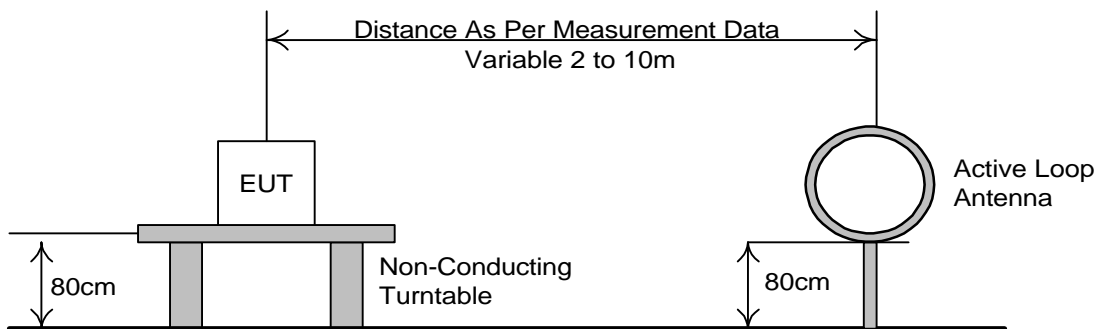 Distance As Per Measurement Data
Variable 2 to 10m
EUT
Active Loop
Antenna
Non-Conducting
Turntable
80cm
80cm